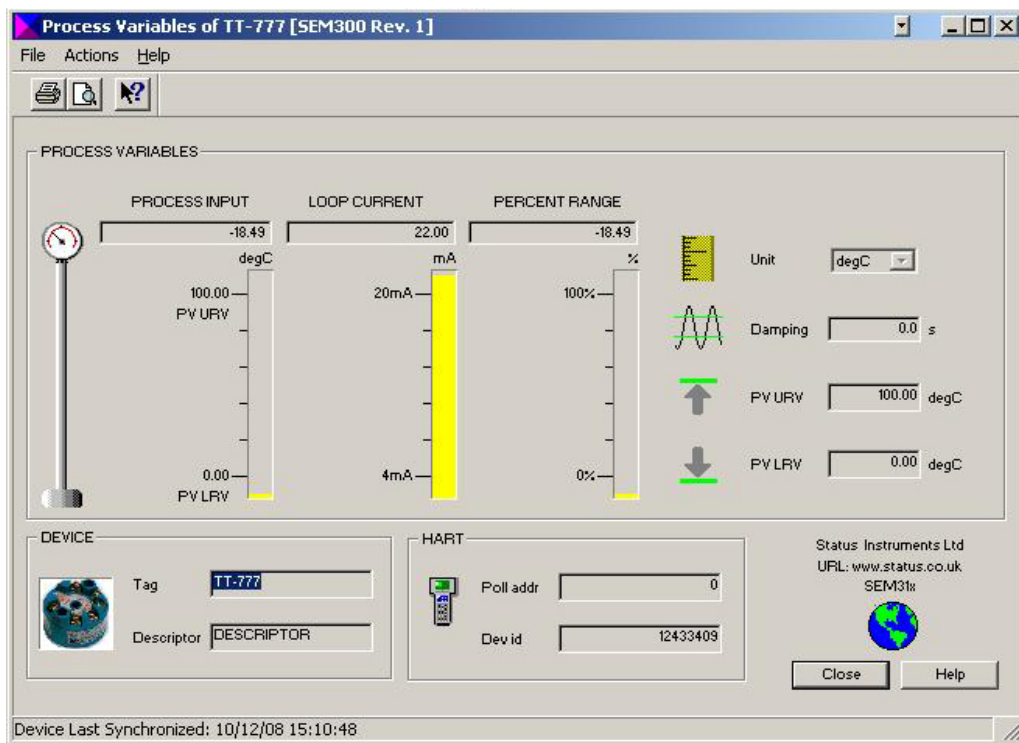 Process Variables of TT-777 [SEM300 Rev. 1]
File Actions Help
PROCESS VARIABLES
PROCESS INPUT LOOP CURRENT PERCENT RANGE
-18.49 22.00 -18.49
degC mA %
100.00 20mA 100%
PV URV
0.00 4mA 0%
PV LRV
Unit degC
Damping 0.0 s
PV URV 100.00 degC
PV LRV 0.00 degC
DEVICE
Tag TT-777
Descriptor DESCRIPTOR
HART
Poll addr 0
Dev id 12433409
Status Instruments Ltd
URL: www.status.co.uk
SEM31x
Close Help
Device Last Synchronized: 10/12/08 15:10:48